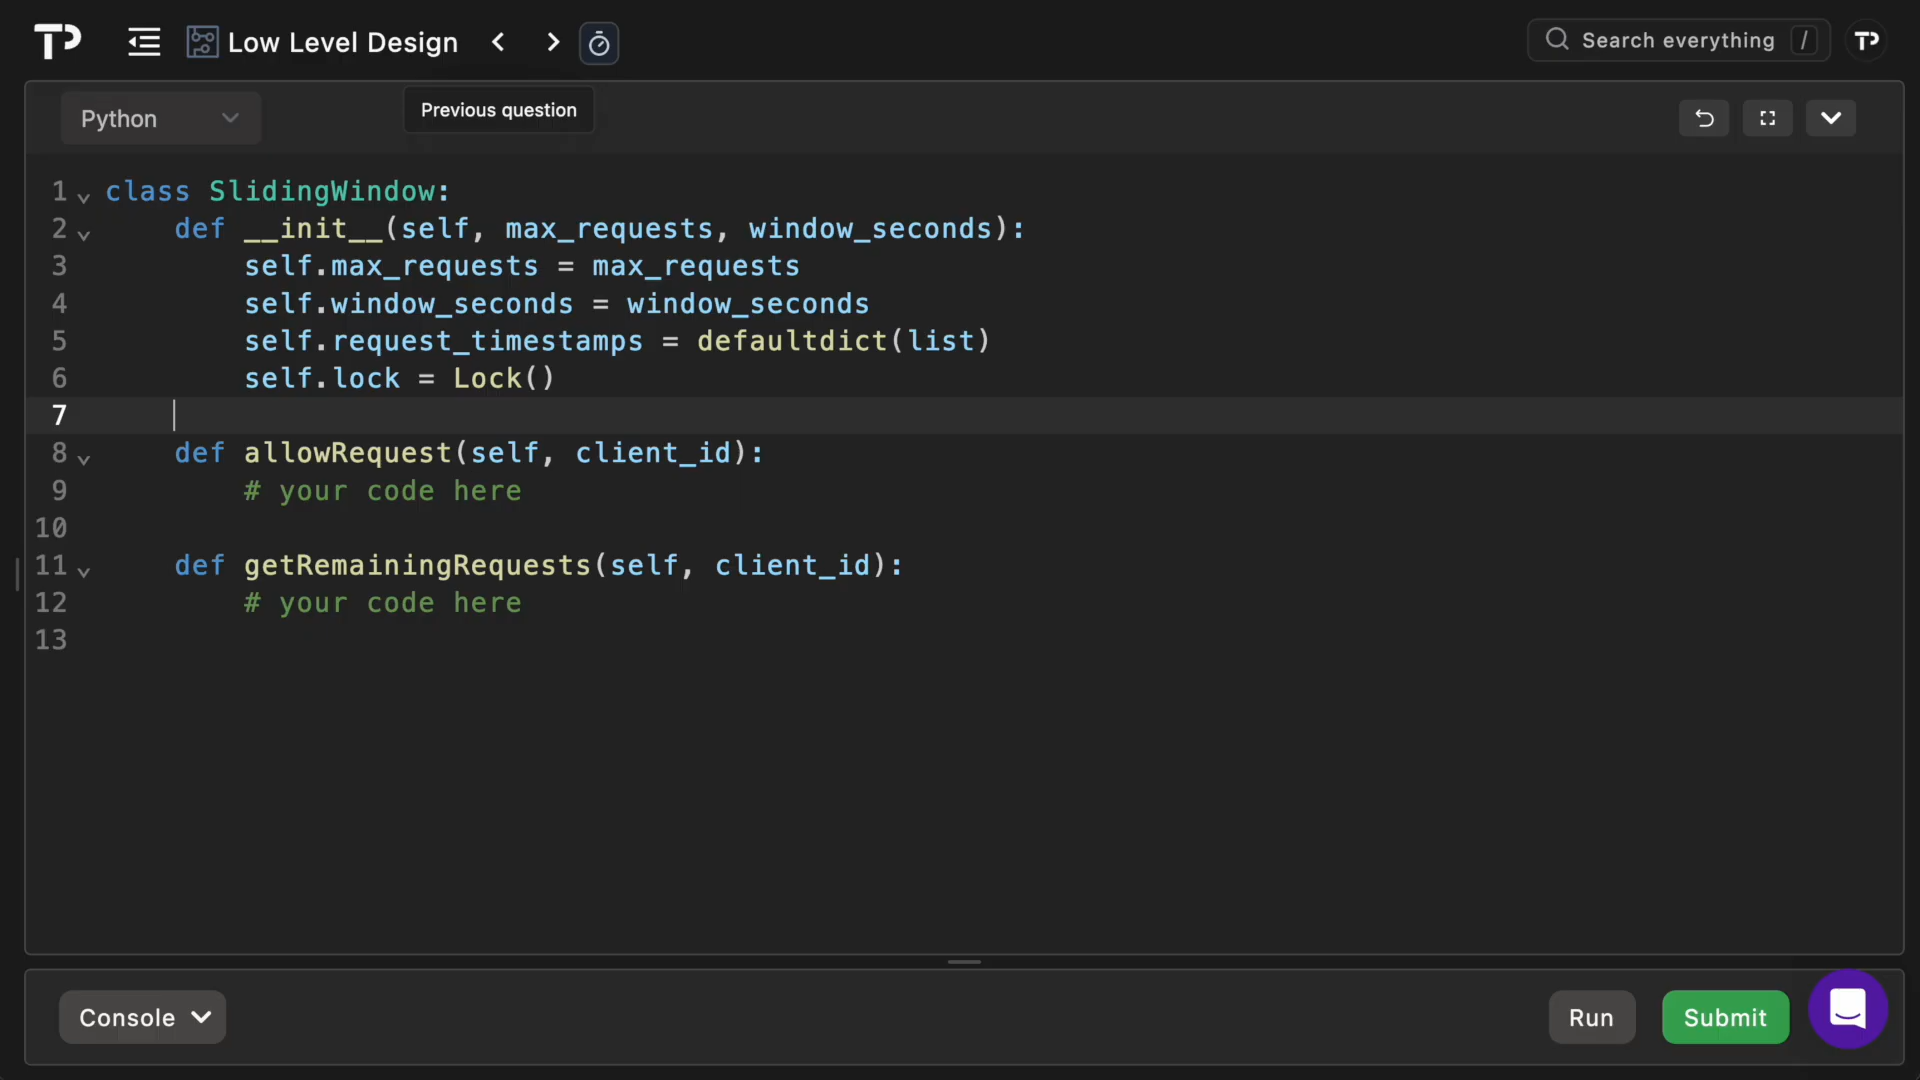 TP
Low Level Design
Search everything /
TP
Python
Previous question
1 class SlidingWindow:
2 def __init__(self, max_requests, window_seconds):
3 self.max_requests = max_requests
4 self.window_seconds = window_seconds
5 self.request_timestamps = defaultdict(list)
6 self.lock = Lock()
7
8 def allowRequest(self, client_id):
9 # your code here
10
11 def getRemainingRequests(self, client_id):
12 # your code here
13
Console
Run
Submit